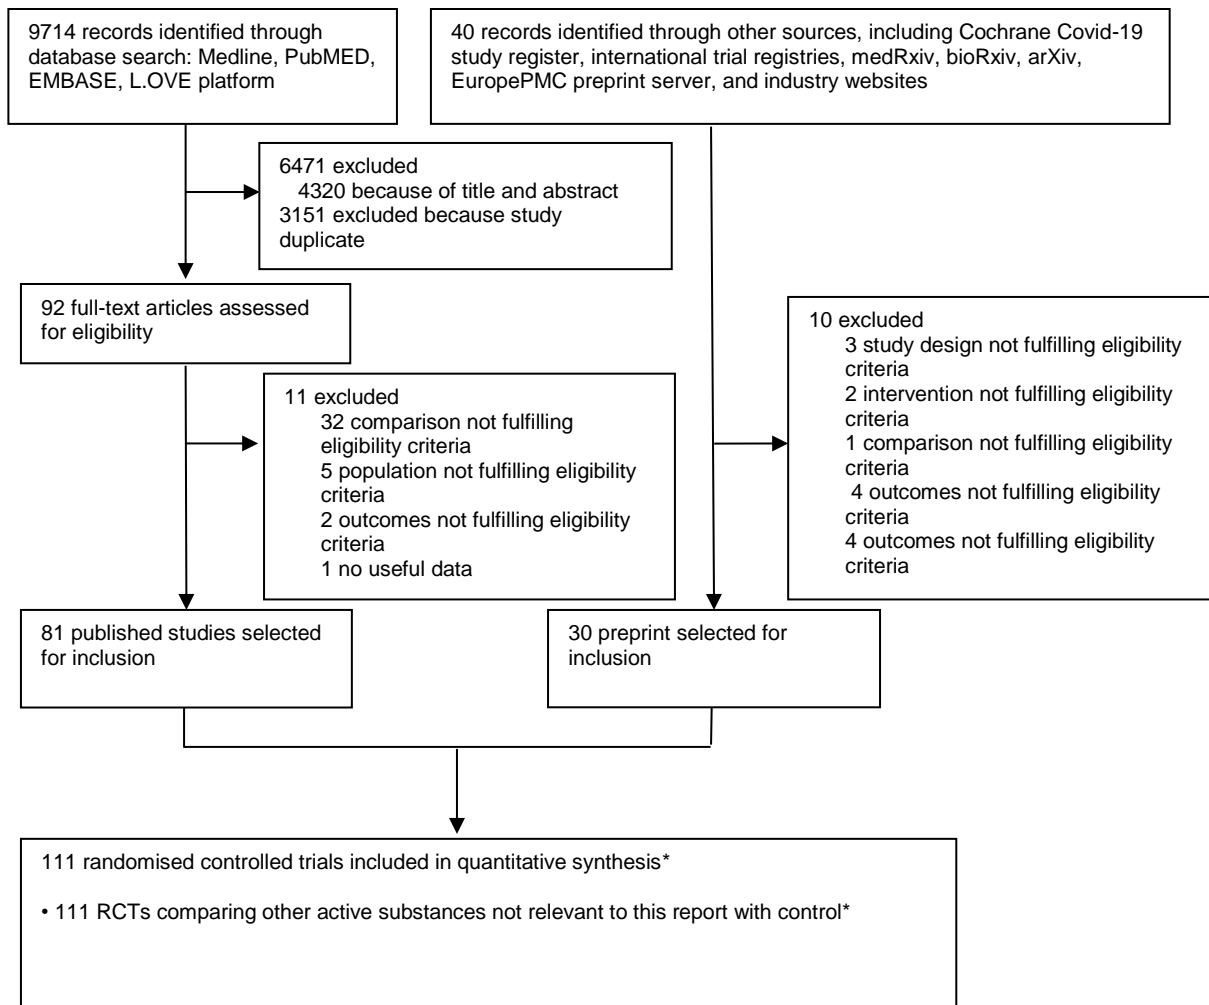 9714 records identified through
database search: Medline, PubMED,
EMBASE, L.OVE platform
40 records identified through other sources, including Cochrane Covid-19
study register, international trial registries, medRxiv, bioRxiv, arXiv,
EuropePMC preprint server, and industry websites
6471 excluded
4320 because of title and abstract
3151 excluded because study
duplicate
92 full-text articles assessed
for eligibility
10 excluded
3 study design not fulfilling eligibility
criteria
2 intervention not fulfilling eligibility
criteria
1 comparison not fulfilling eligibility
criteria
4 outcomes not fulfilling eligibility
criteria
4 outcomes not fulfilling eligibility
criteria
11 excluded
32 comparison not fulfilling
eligibility criteria
5 population not fulfilling eligibility
criteria
2 outcomes not fulfilling eligibility
criteria
1 no useful data
81 published studies selected
for inclusion
30 preprint selected for
inclusion
111 randomised controlled trials included in quantitative synthesis*
• 111 RCTs comparing other active substances not relevant to this report with control*